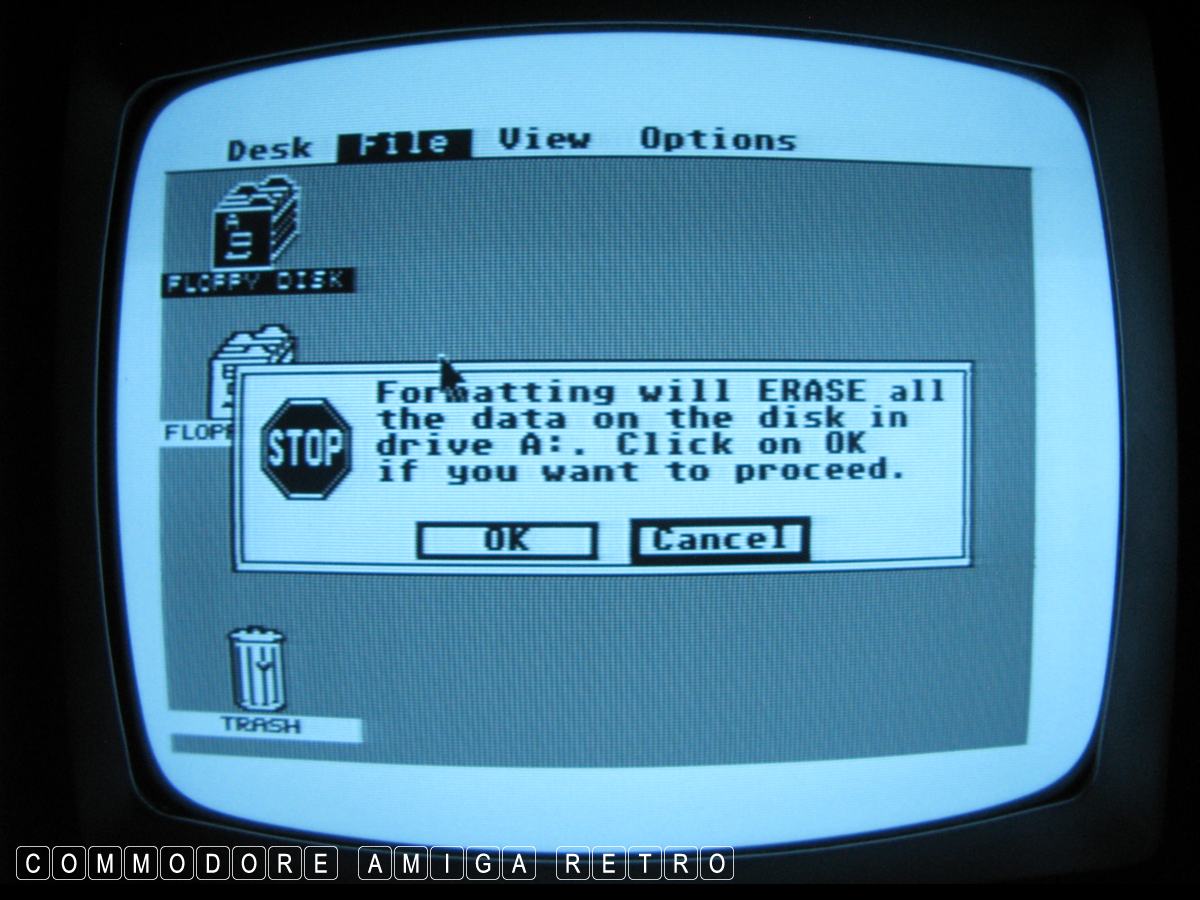 Desk File View Options
A
FLOPPY DISK
FLOP
Formatting will ERASE all
the data on the disk in
drive A:. Click on OK
if you want to proceed.
STOP
OK Cancel
TRASH
COMMODORE AMIGA RETRO